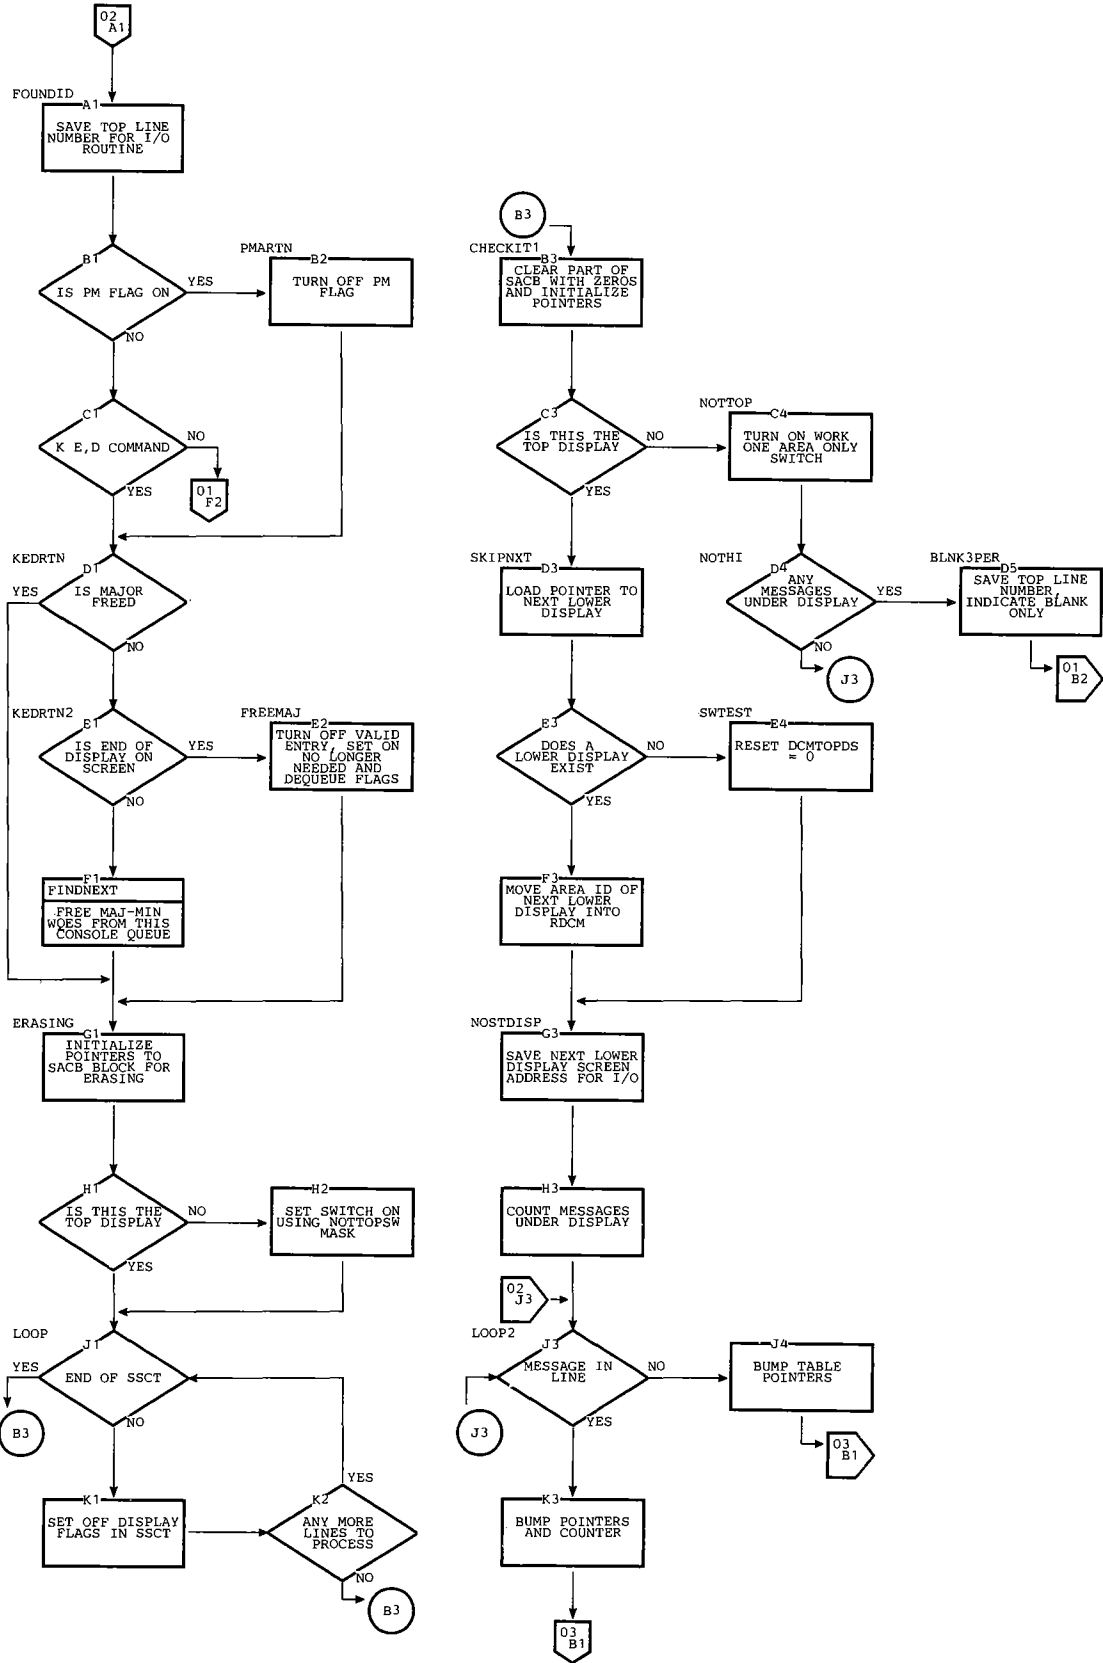 02
A1
FOUNDID
A1
SAVE TOP LINE
NUMBER FOR I/O
ROUTINE
B1
IS PM FLAG ON
YES
NO
PMARTN
B2
TURN OFF PM
FLAG
C1
K E,D COMMAND
NO
YES
01
F2
KEDRTN
D1
IS MAJOR
FREED
YES
NO
KEDRTN2
E1
IS END OF
DISPLAY ON
SCREEN
YES
NO
FREEMAJ
E2
TURN OFF VALID
ENTRY, SET ON
NO LONGER
NEEDED AND
DEQUEUE FLAGS
F1
FINDNEXT
FREE MAJ-MIN
WQES FROM THIS
CONSOLE QUEUE
ERASING
G1
INITIALIZE
POINTERS TO
SACB BLOCK FOR
ERASING
H1
IS THIS THE
TOP DISPLAY
NO
YES
H2
SET SWITCH ON
USING NOTTOPSW
MASK
LOOP
J1
END OF SSCT
YES
NO
B3
K1
SET OFF DISPLAY
FLAGS IN SSCT
K2
ANY MORE
LINES TO
PROCESS
YES
NO
B3
B3
CHECKIT1
B3
CLEAR PART OF
SACB WITH ZEROS
AND INITIALIZE
POINTERS
C3
IS THIS THE
TOP DISPLAY
NO
YES
NOTTOP
C4
TURN ON WORK
ONE AREA ONLY
SWITCH
SKIPNXT
D3
LOAD POINTER TO
NEXT LOWER
DISPLAY
NOTHI
D4
ANY
MESSAGES
UNDER DISPLAY
YES
NO
J3
BLNK3PER
D5
SAVE TOP LINE
NUMBER,
INDICATE BLANK
ONLY
01
B2
E3
DOES A
LOWER DISPLAY
EXIST
NO
YES
SWTEST
E4
RESET DCMTOPDS
= 0
F3
MOVE AREA ID OF
NEXT LOWER
DISPLAY INTO
RDCM
NOSTDISP
G3
SAVE NEXT LOWER
DISPLAY SCREEN
ADDRESS FOR I/O
H3
COUNT MESSAGES
UNDER DISPLAY
02
J3
LOOP2
J3
MESSAGE IN
LINE
NO
YES
J3
J4
BUMP TABLE
POINTERS
03
B1
K3
BUMP POINTERS
AND COUNTER
03
B1